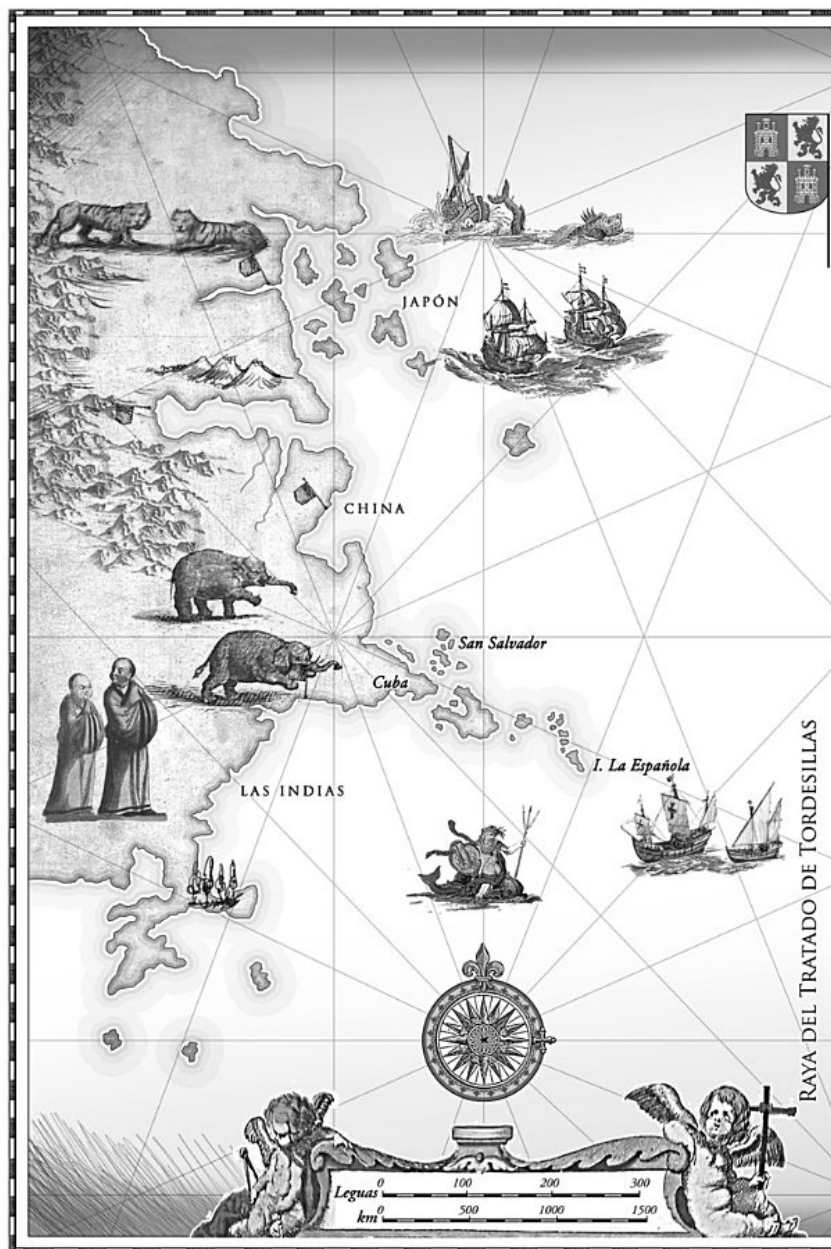 JAPÓN
CHINA
San Salvador
Cuba
I. La Española
LAS INDIAS
RAYA DEL TRATADO DE TORDESILLAS
0 100 200 300
Leguas
km
0 500 1000 1500